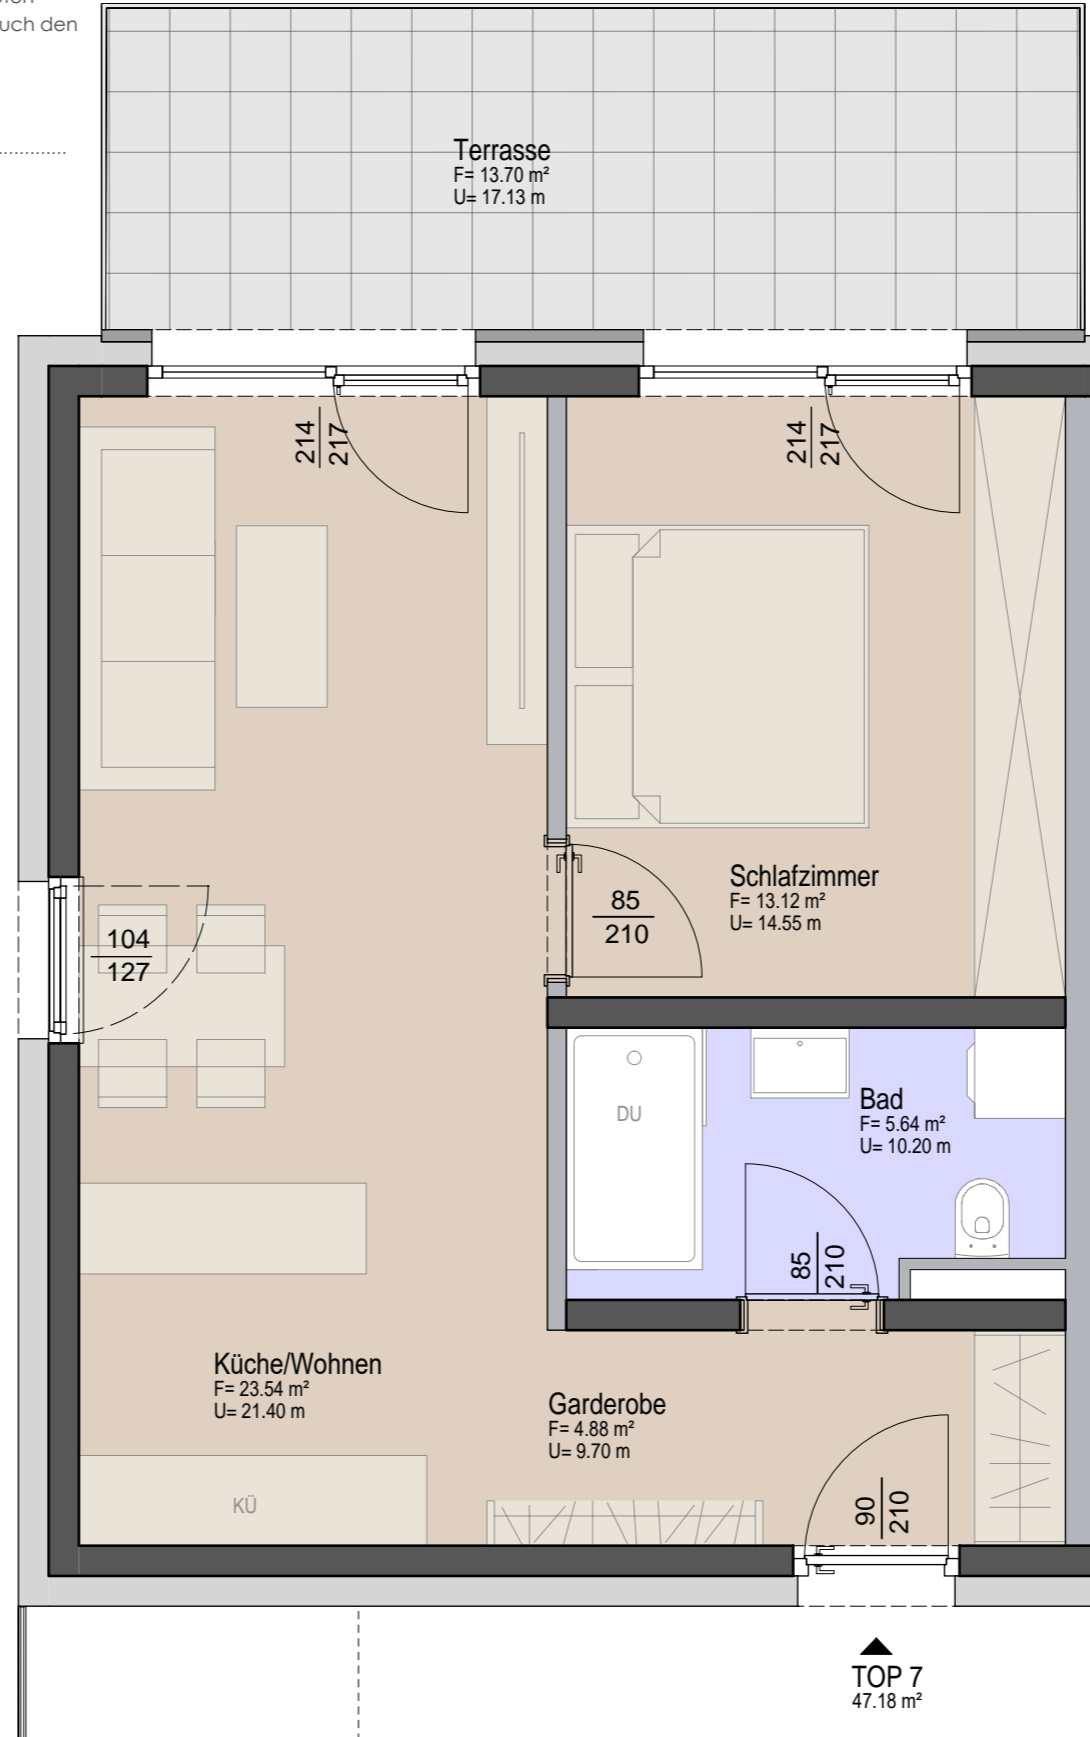 uch den
Terrasse
F= 13.70 m²
U= 17.13 m
214
217
214
217
Schlafzimmer
F= 13.12 m²
U= 14.55 m
85
210
104
127
DU
Bad
F= 5.64 m²
U= 10.20 m
85
210
Küche/Wohnen
F= 23.54 m²
U= 21.40 m
Garderobe
F= 4.88 m²
U= 9.70 m
KÜ
90
210
TOP 7
47.18 m²